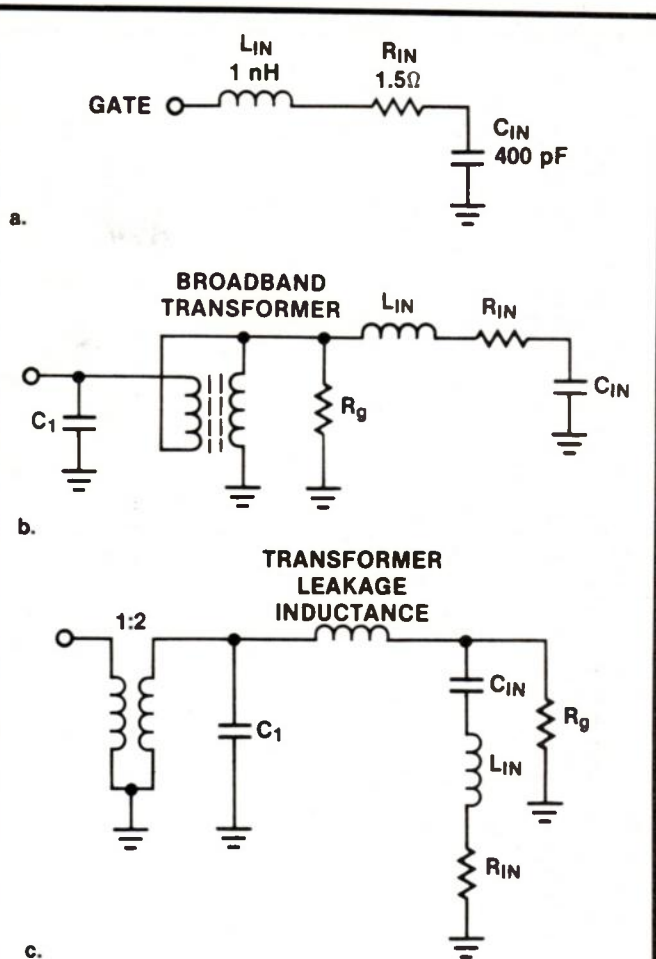 LIN
1 nH
RIN
1.5Ω
GATE
CIN
400 pF
a.
BROADBAND
TRANSFORMER
LIN
RIN
C1
Rg
CIN
b.
TRANSFORMER
LEAKAGE
INDUCTANCE
1:2
C1
CIN
LIN
RIN
Rg
c.